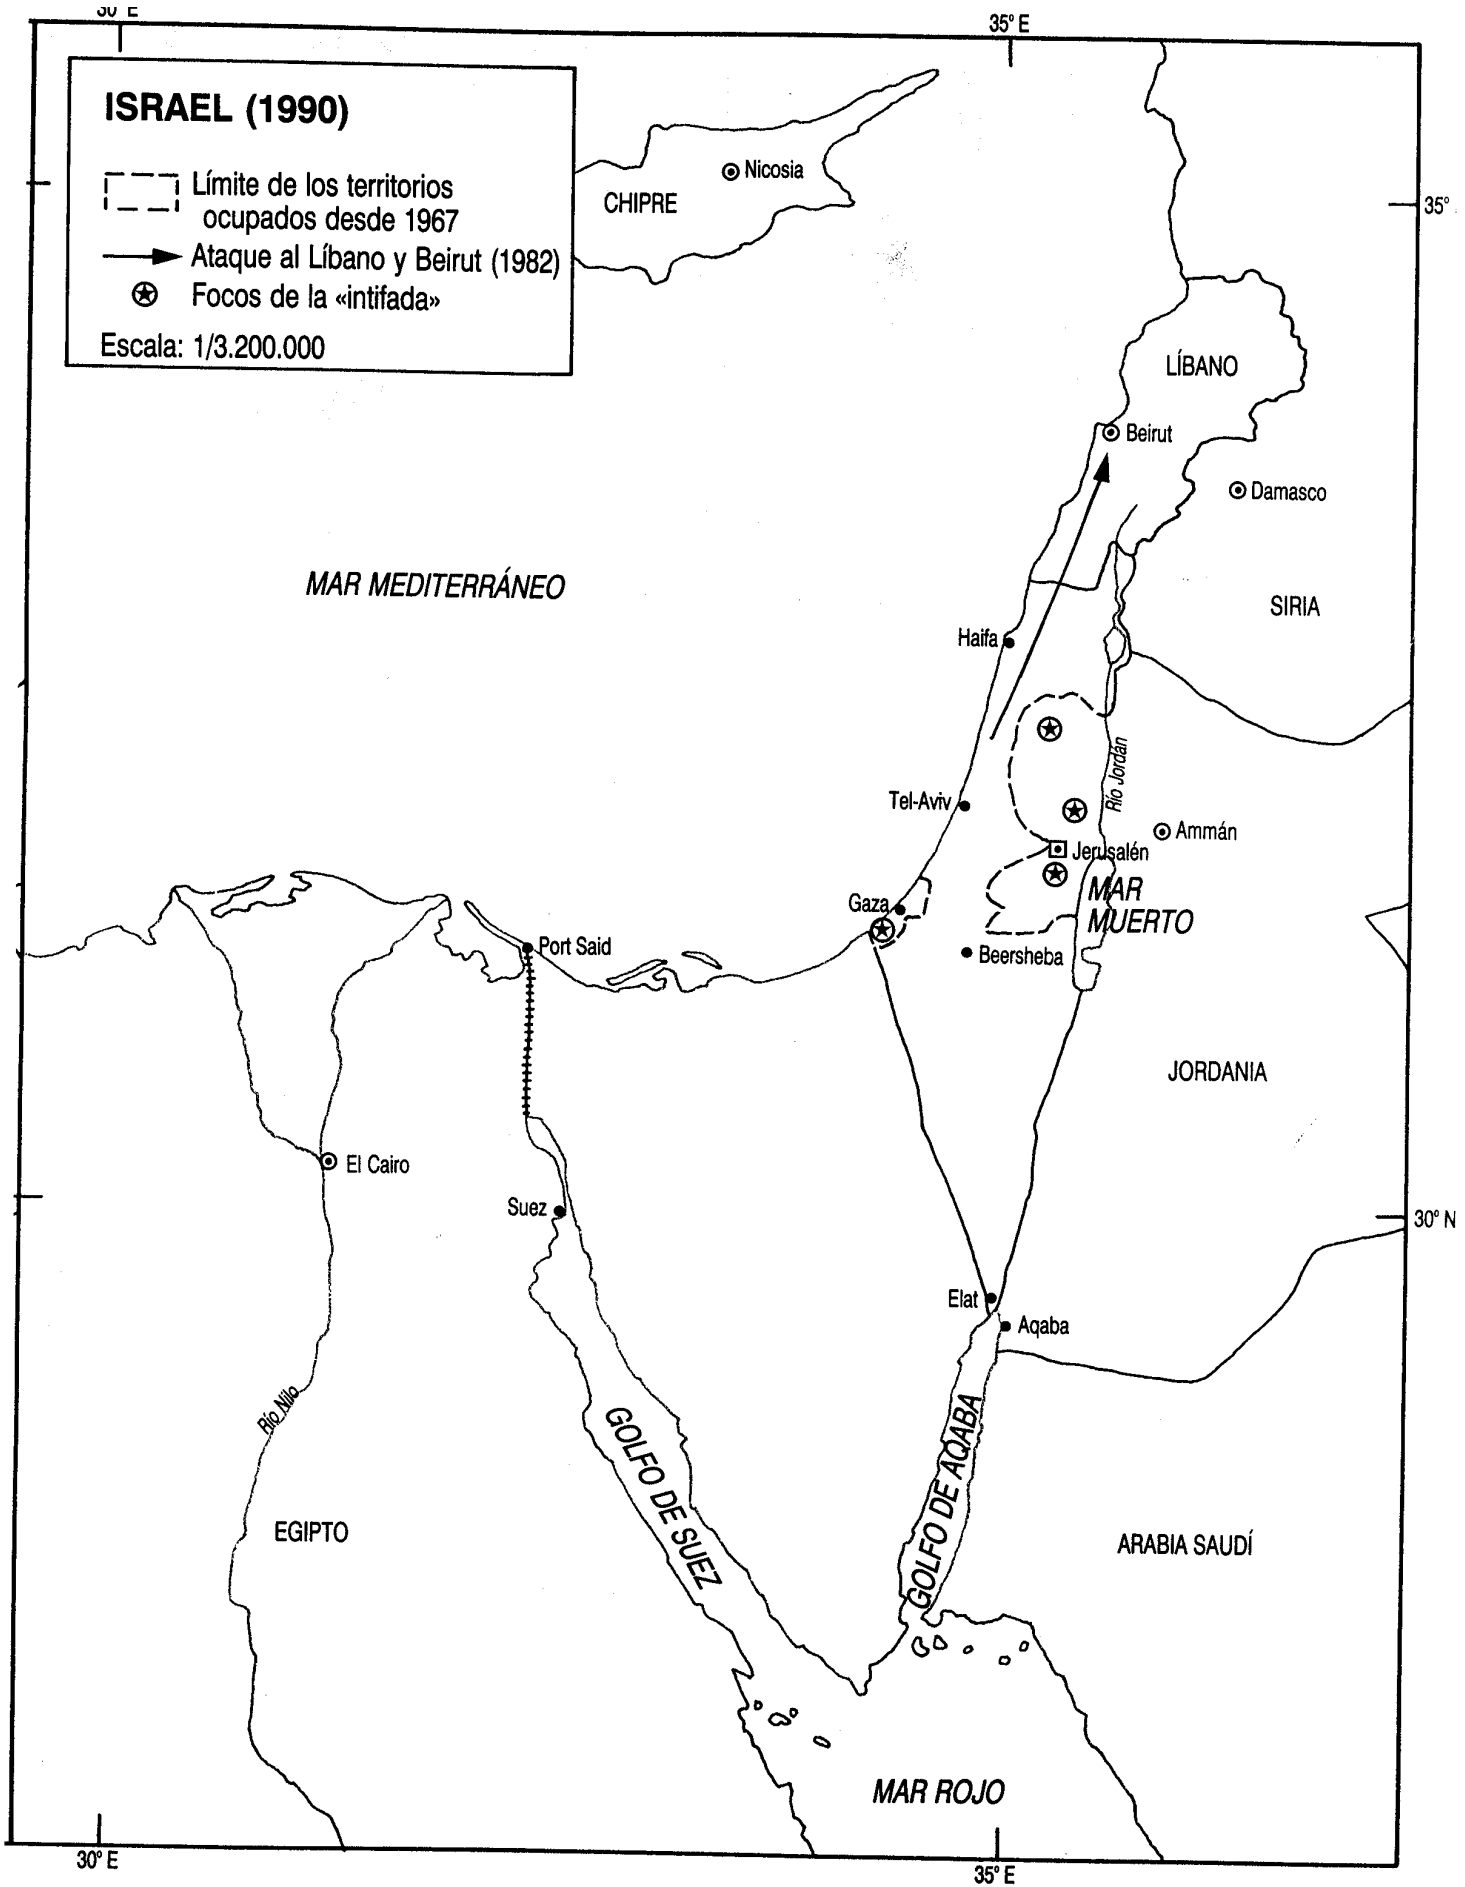 30° E
35° E
ISRAEL (1990)
Límite de los territorios
ocupados desde 1967
Ataque al Líbano y Beirut (1982)
Focos de la «intifada»
Escala: 1/3.200.000
Nicosia
CHIPRE
35°
LÍBANO
Beirut
Damasco
MAR MEDITERRÁNEO
SIRIA
Haifa
Río Jordán
Tel-Aviv
Ammán
Jerusalén
MAR
MUERTO
Gaza
Port Said
Beersheba
JORDANIA
El Cairo
Suez
30° N
Elat
Aqaba
Río Nilo
GOLFO DE SUEZ
GOLFO DE AQABA
EGIPTO
ARABIA SAUDÍ
MAR ROJO
30° E
35° E